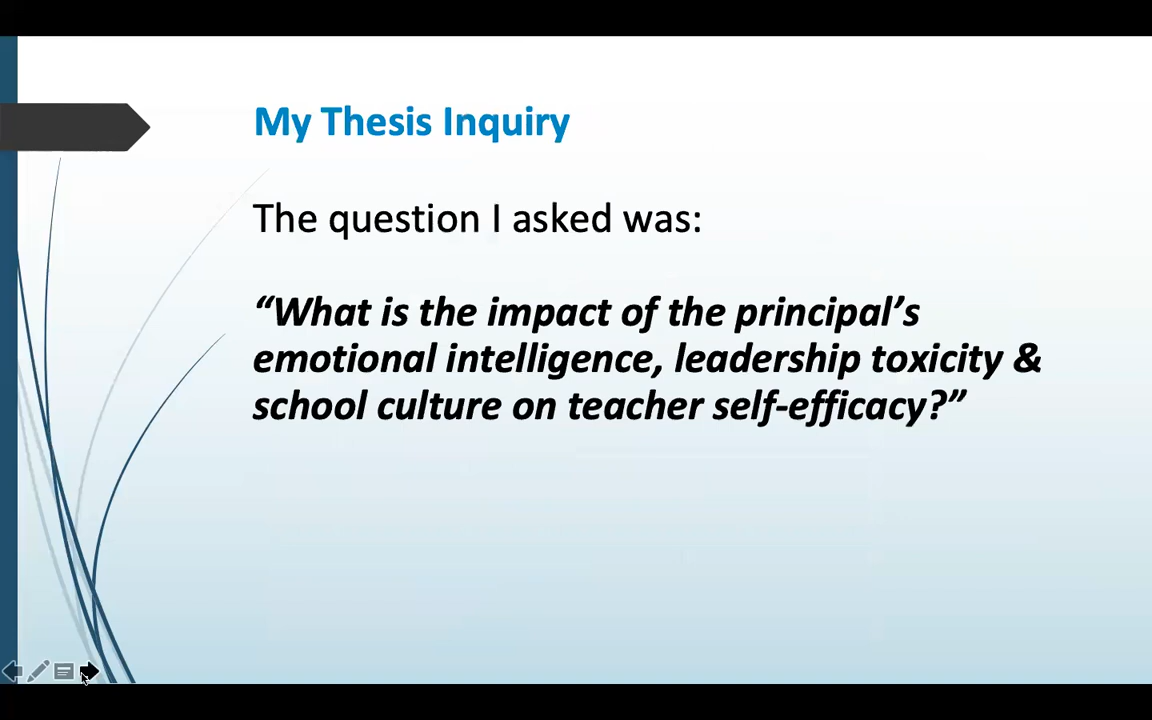 My Thesis Inquiry
The question I asked was:
“What is the impact of the principal’s
emotional intelligence, leadership toxicity &
school culture on teacher self-efficacy?”